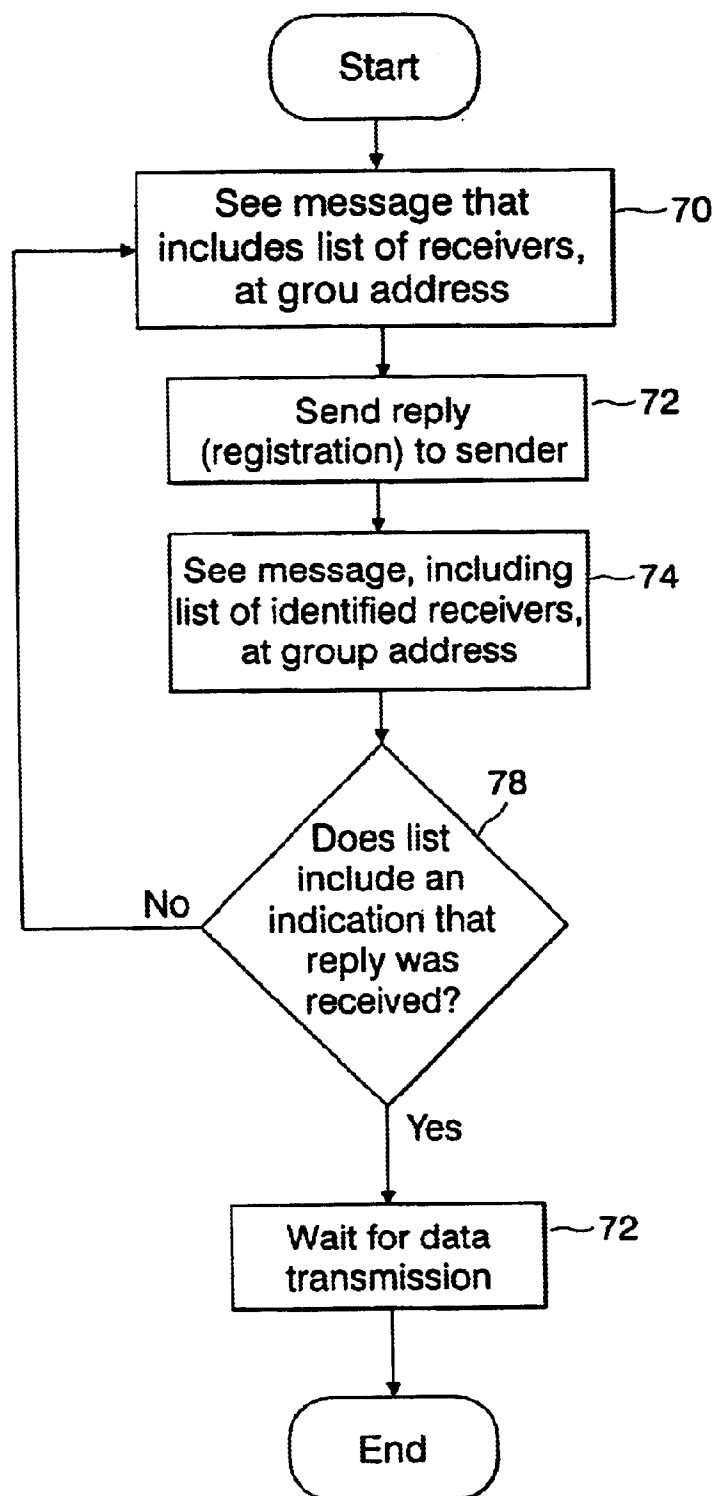 Start
See message that
includes list of receivers,
at grou address
70
Send reply
(registration) to sender
72
See message, including
list of identified receivers,
at group address
74
78
Does list
include an
indication that
reply was
received?
No
Yes
Wait for data
transmission
72
End